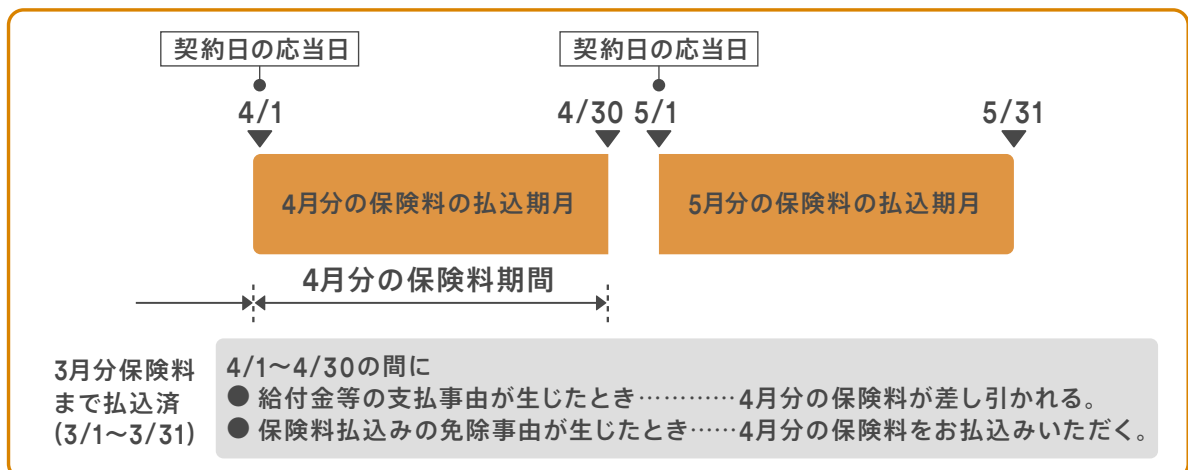 契約日の応当日 契約日の応当日
4/1 4/30 5/1 5/31
4月分の保険料の払込期月 5月分の保険料の払込期月
4月分の保険料期間
3月分保険料
まで払込済
(3/1〜3/31)
4/1〜4/30の間に
● 給付金等の支払事由が生じたとき…………4月分の保険料が差し引かれる。
● 保険料払込みの免除事由が生じたとき……4月分の保険料をお払込みいただく。